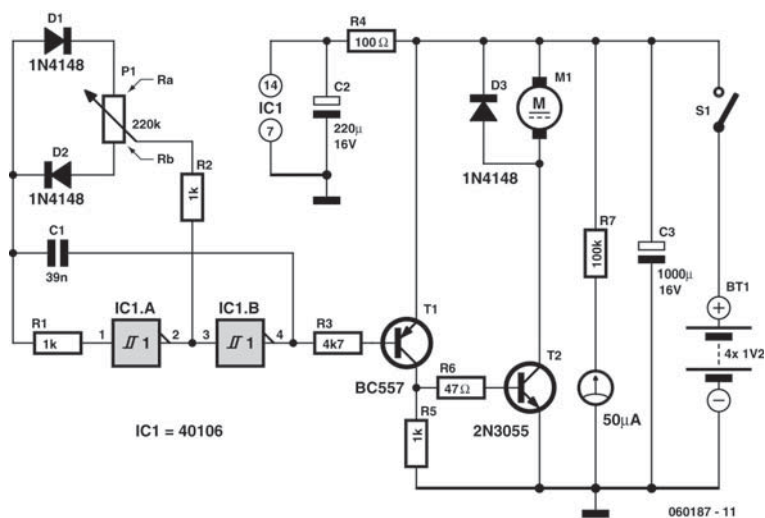 D1
1N4148
P1
Ra
220k
Rb
D2
1N4148
R2
1k
C1
39n
R1
1k
1
IC1.A
1
2
3
IC1.B
1
4
R3
4k7
IC1 = 40106
14
IC1
7
R4
100Ω
C2
220µ
16V
T1
BC557
R5
1k
R6
47Ω
T2
2N3055
D3
1N4148
M1
M
R7
100k
50µA
C3
1000µ
16V
S1
BT1
+
4x 1V2
−
060187 - 11